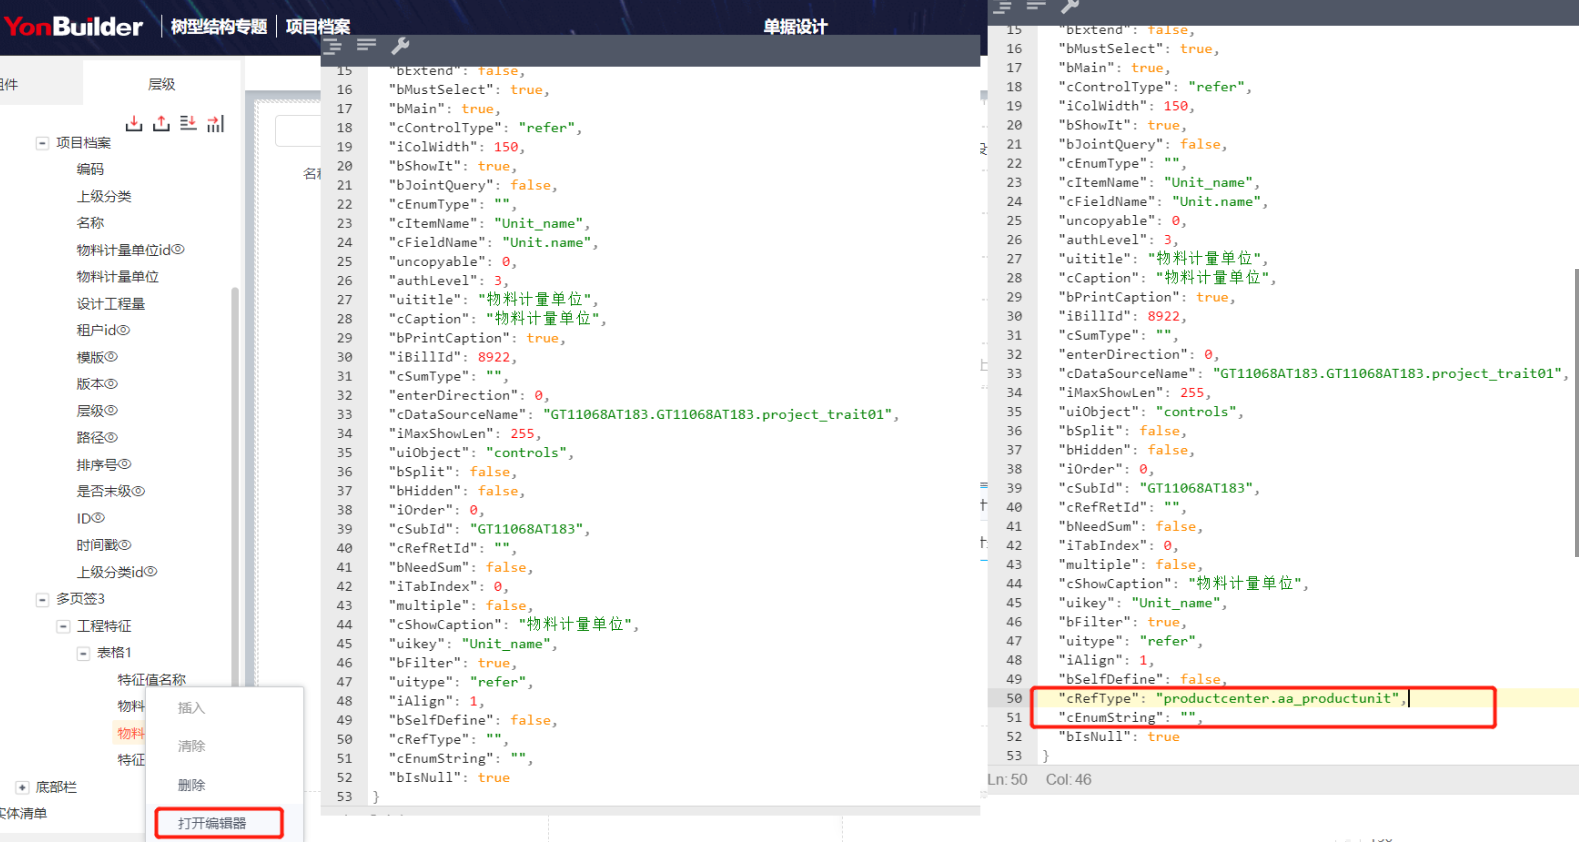 YonBuilder 树型结构专题 项目档案
单据设计
组件
层级
项目档案
编码
上级分类
名称
物料计量单位id
物料计量单位
设计工程量
租户id
模版
版本
层级
路径
排序号
是否末级
ID
时间戳
上级分类id
多页签3
工程特征
表格1
特征值名称
物料
物料
特征
底部栏
实体清单
插入
清除
删除
打开编辑器
15 "bExtend": false,
16 "bMustSelect": true,
17 "bMain": true,
18 "cControlType": "refer",
19 "iColWidth": 150,
20 "bShowIt": true,
21 "bJointQuery": false,
22 "cEnumType": "",
23 "cItemName": "Unit_name",
24 "cFieldName": "Unit.name",
25 "uncopyable": 0,
26 "authLevel": 3,
27 "uititle": "物料计量单位",
28 "cCaption": "物料计量单位",
29 "bPrintCaption": true,
30 "iBillId": 8922,
31 "cSumType": "",
32 "enterDirection": 0,
33 "cDataSourceName": "GT11068AT183.GT11068AT183.project_trait01",
34 "iMaxShowLen": 255,
35 "uiObject": "controls",
36 "bSplit": false,
37 "bHidden": false,
38 "iOrder": 0,
39 "cSubId": "GT11068AT183",
40 "cRefRetId": "",
41 "bNeedSum": false,
42 "iTabIndex": 0,
43 "multiple": false,
44 "cShowCaption": "物料计量单位",
45 "uikey": "Unit_name",
46 "bFilter": true,
47 "uitype": "refer",
48 "iAlign": 1,
49 "bSelfDefine": false,
50 "cRefType": "",
51 "cEnumString": "",
52 "bIsNull": true
53 }
15 "bExtend": false,
16 "bMustSelect": true,
17 "bMain": true,
18 "cControlType": "refer",
19 "iColWidth": 150,
20 "bShowIt": true,
21 "bJointQuery": false,
22 "cEnumType": "",
23 "cItemName": "Unit_name",
24 "cFieldName": "Unit.name",
25 "uncopyable": 0,
26 "authLevel": 3,
27 "uititle": "物料计量单位",
28 "cCaption": "物料计量单位",
29 "bPrintCaption": true,
30 "iBillId": 8922,
31 "cSumType": "",
32 "enterDirection": 0,
33 "cDataSourceName": "GT11068AT183.GT11068AT183.project_trait01",
34 "iMaxShowLen": 255,
35 "uiObject": "controls",
36 "bSplit": false,
37 "bHidden": false,
38 "iOrder": 0,
39 "cSubId": "GT11068AT183",
40 "cRefRetId": "",
41 "bNeedSum": false,
42 "iTabIndex": 0,
43 "multiple": false,
44 "cShowCaption": "物料计量单位",
45 "uikey": "Unit_name",
46 "bFilter": true,
47 "uitype": "refer",
48 "iAlign": 1,
49 "bSelfDefine": false,
50 "cRefType": "productcenter.aa_productunit",
51 "cEnumString": "",
52 "bIsNull": true
53 }
Ln: 50 Col: 46